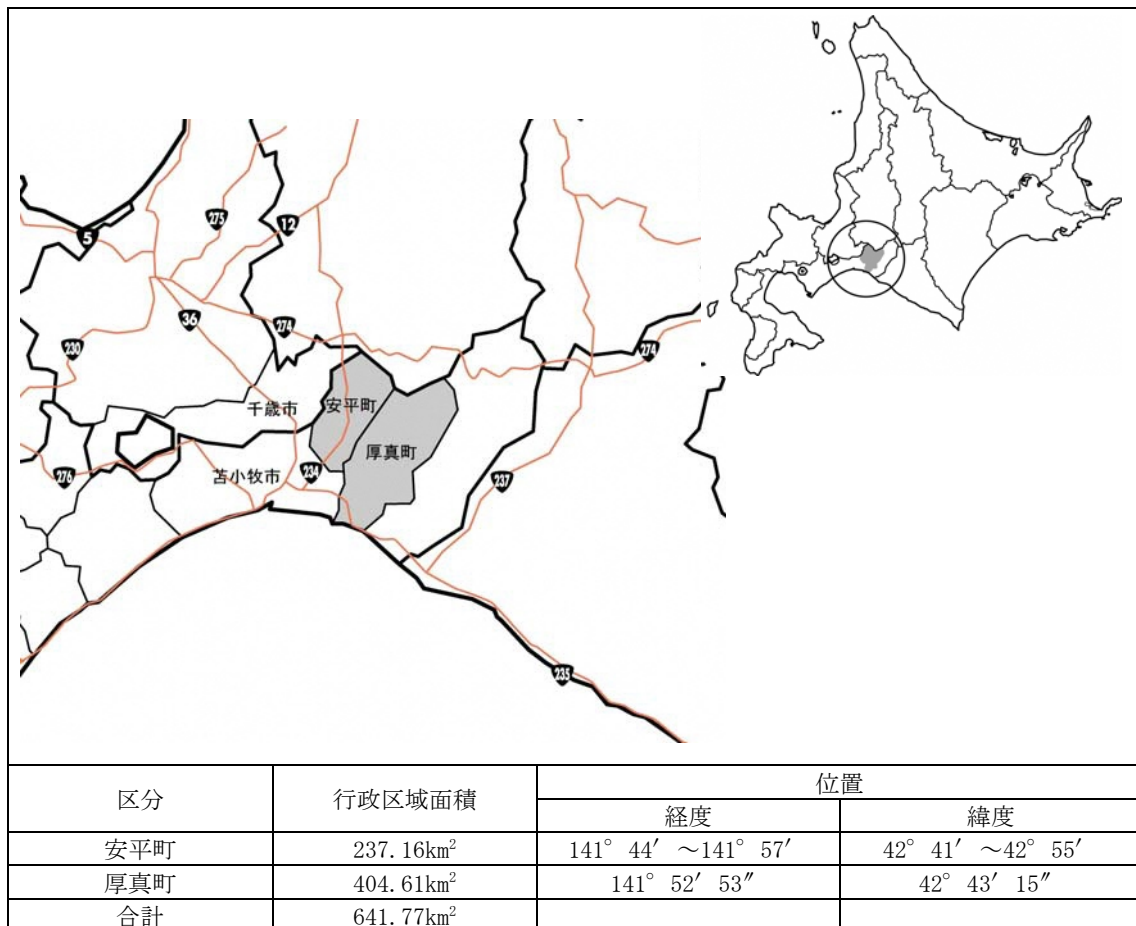 275
5
12
36
274
230
274
千歳市
安平町
厚真町
276
苫小牧市
234
237
235
区分 行政区域面積 位置
経度 緯度
安平町 237.16km² 141° 44′ ~141° 57′ 42° 41′ ~42° 55′
厚真町 404.61km² 141° 52′ 53″ 42° 43′ 15″
合計 641.77km²